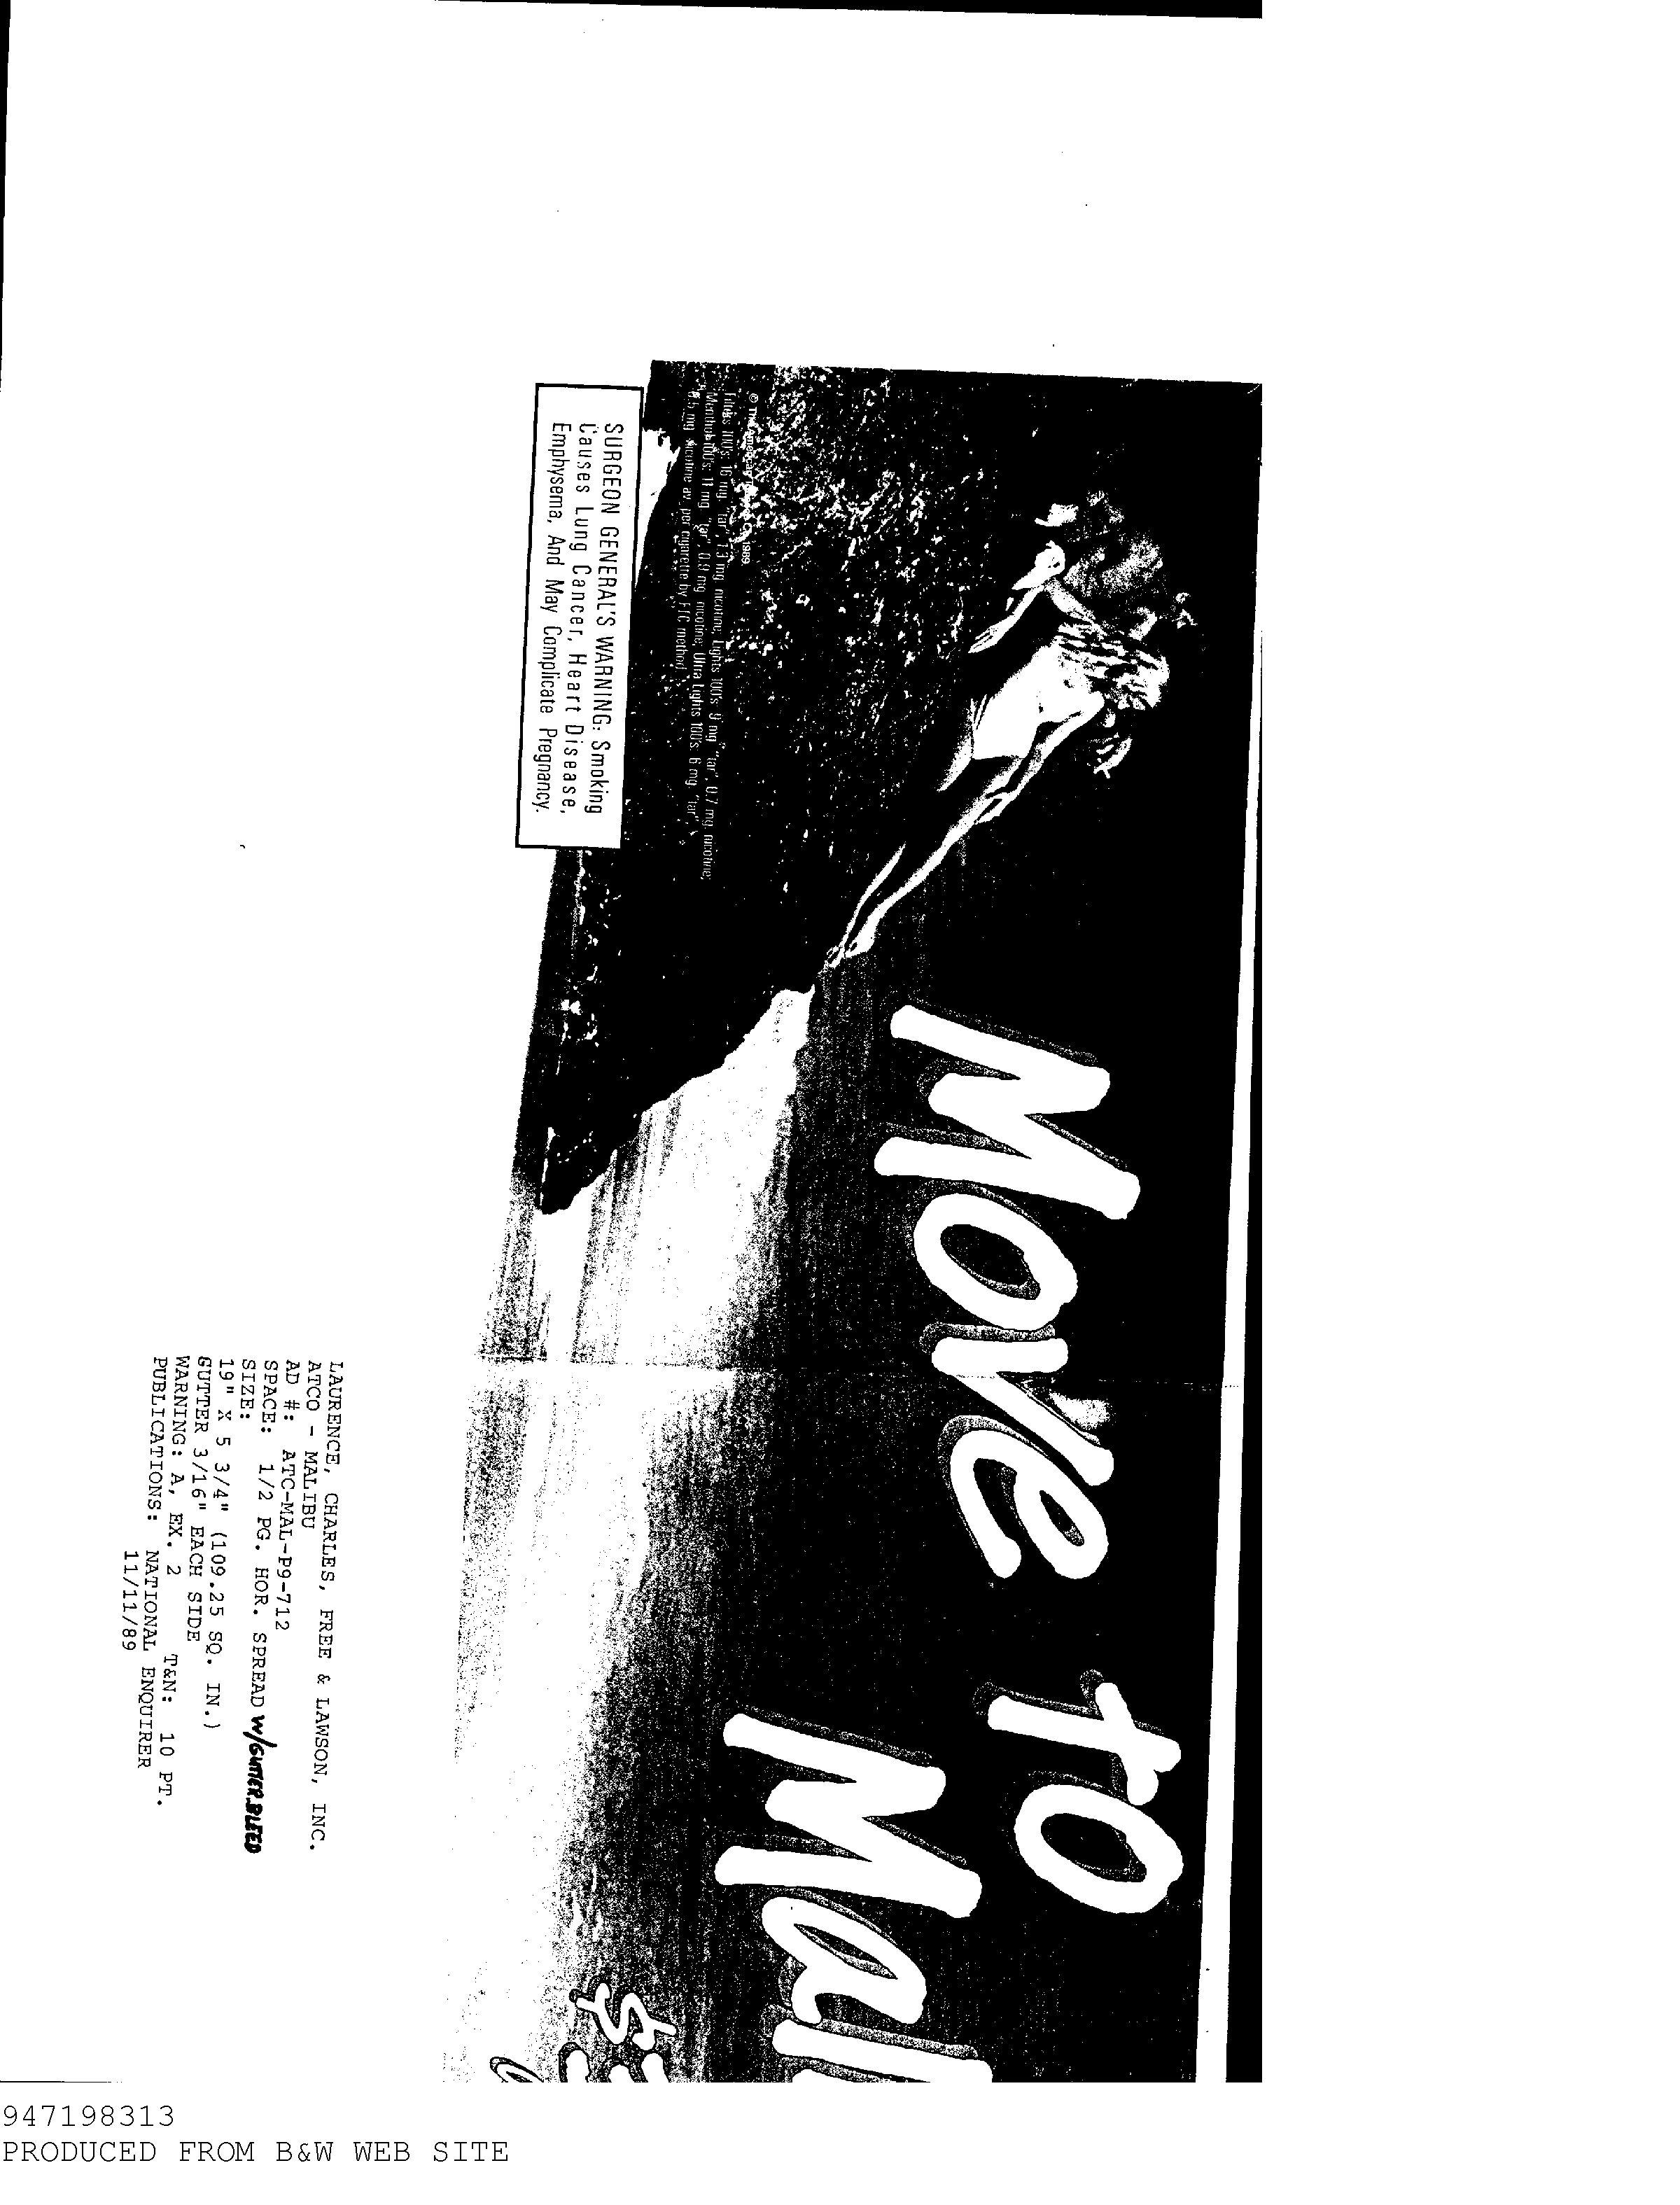 Move to
Mali
$
© The American 1989
Filters 100's: 16 mg. "tar", 1.3 mg. nicotine; Lights 100's: 9 mg. "tar", 0.7 mg. nicotine;
Menthol 100's: 11 mg. "tar", 0.9 mg. nicotine; Ultra Lights 100's: 6 mg. "tar",
0.5 mg. nicotine av. per cigarette by FTC method.
SURGEON GENERAL'S WARNING: Smoking
Causes Lung Cancer, Heart Disease,
Emphysema, And May Complicate Pregnancy.
LAURENCE, CHARLES, FREE & LAWSON, INC.
ATCO - MALIBU
AD #: ATC-MAL-P9-712
SPACE: 1/2 PG. HOR. SPREAD W/GUTTER BLEED
SIZE:
19" X 5 3/4" (109.25 SQ. IN.)
GUTTER 3/16" EACH SIDE
WARNING: A, EX. 2 T&N: 10 PT.
PUBLICATIONS: NATIONAL ENQUIRER
11/11/89
947198313
PRODUCED FROM B&W WEB SITE